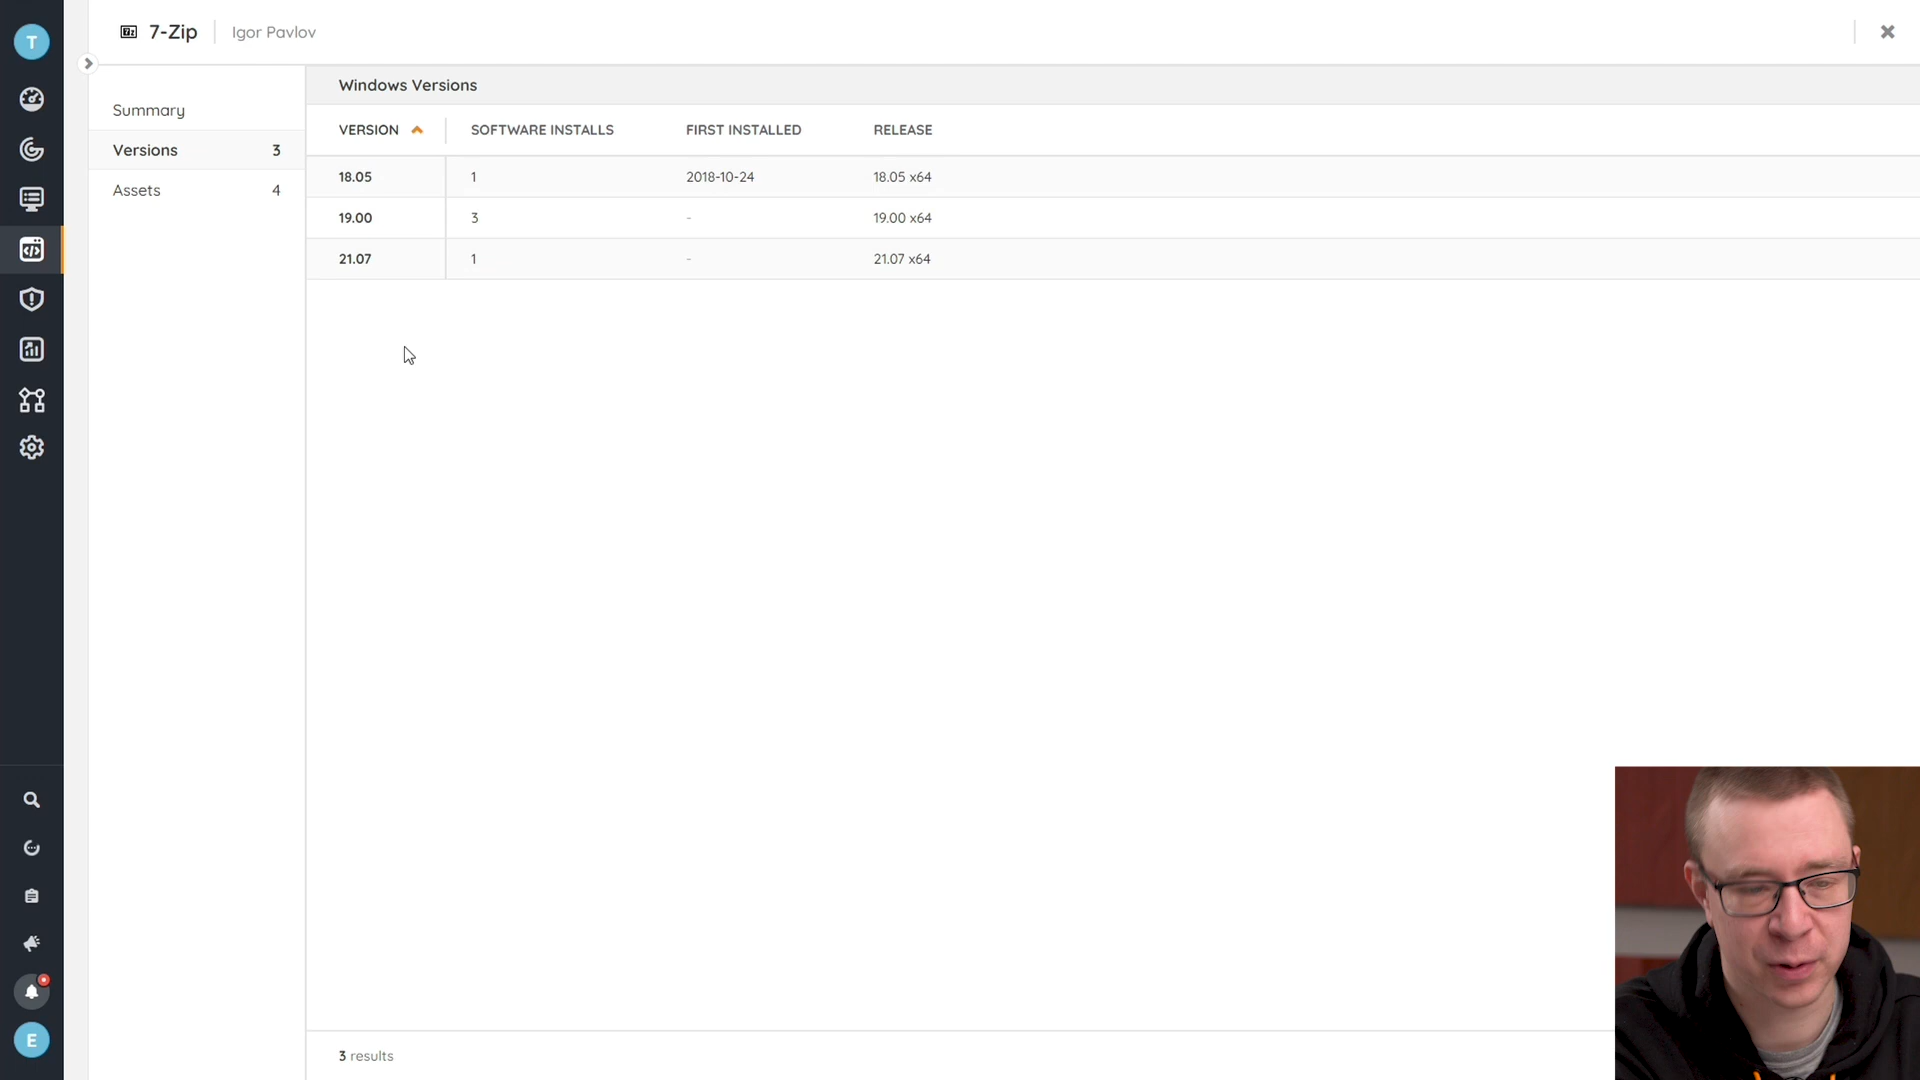 T
7-Zip Igor Pavlov
Summary
Versions 3
Assets 4
Windows Versions
VERSION SOFTWARE INSTALLS FIRST INSTALLED RELEASE
18.05 1 2018-10-24 18.05 x64
19.00 3 - 19.00 x64
21.07 1 - 21.07 x64
3 results
E